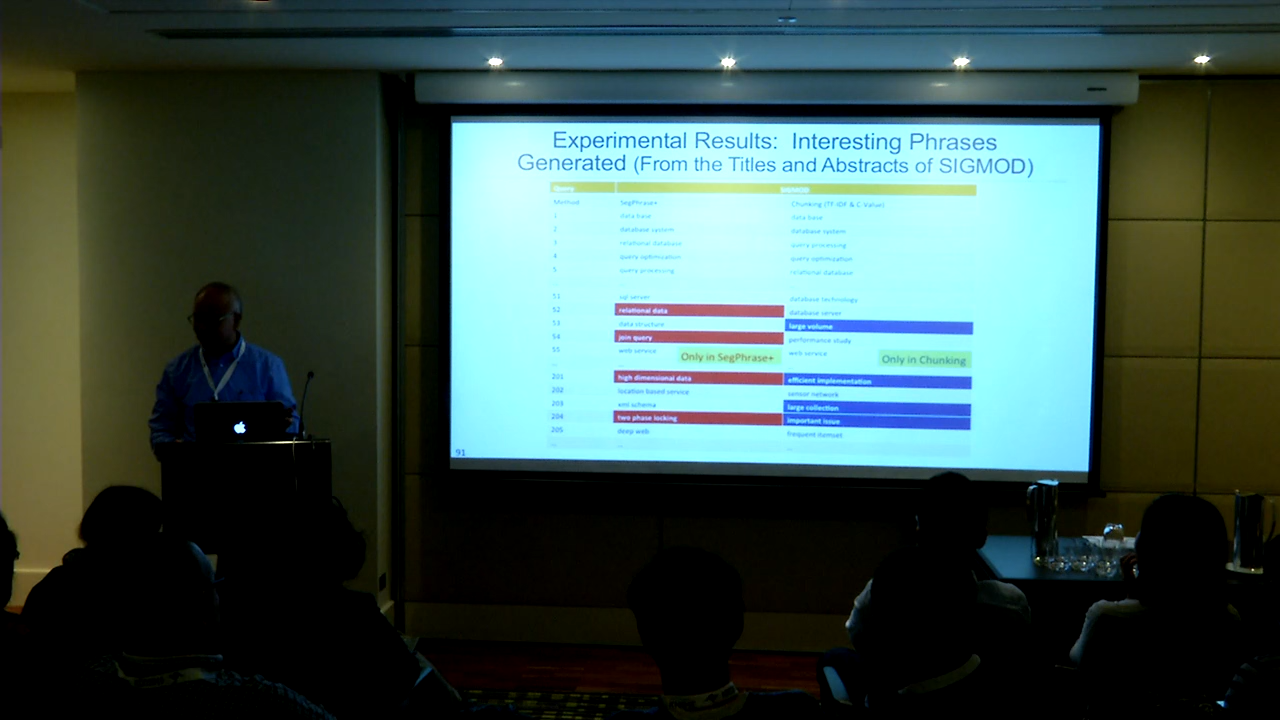 Experimental Results: Interesting Phrases
Generated (From the Titles and Abstracts of SIGMOD)
Query SIGMOD
Method SegPhrase+ Chunking (TF-IDF & C-Value)
1 data base data base
2 database system database system
3 relational database query processing
4 query optimization query optimization
5 query processing relational database
51 sql server database technology
52 relational data database server
53 data structure large volume
54 join query performance study
55 web service Only in SegPhrase+ web service Only in Chunking
... 
201 high dimensional data efficient implementation
202 location based service sensor network
203 xml schema large collection
204 two phase locking important issue
205 deep web frequent itemset
... ... ...
91